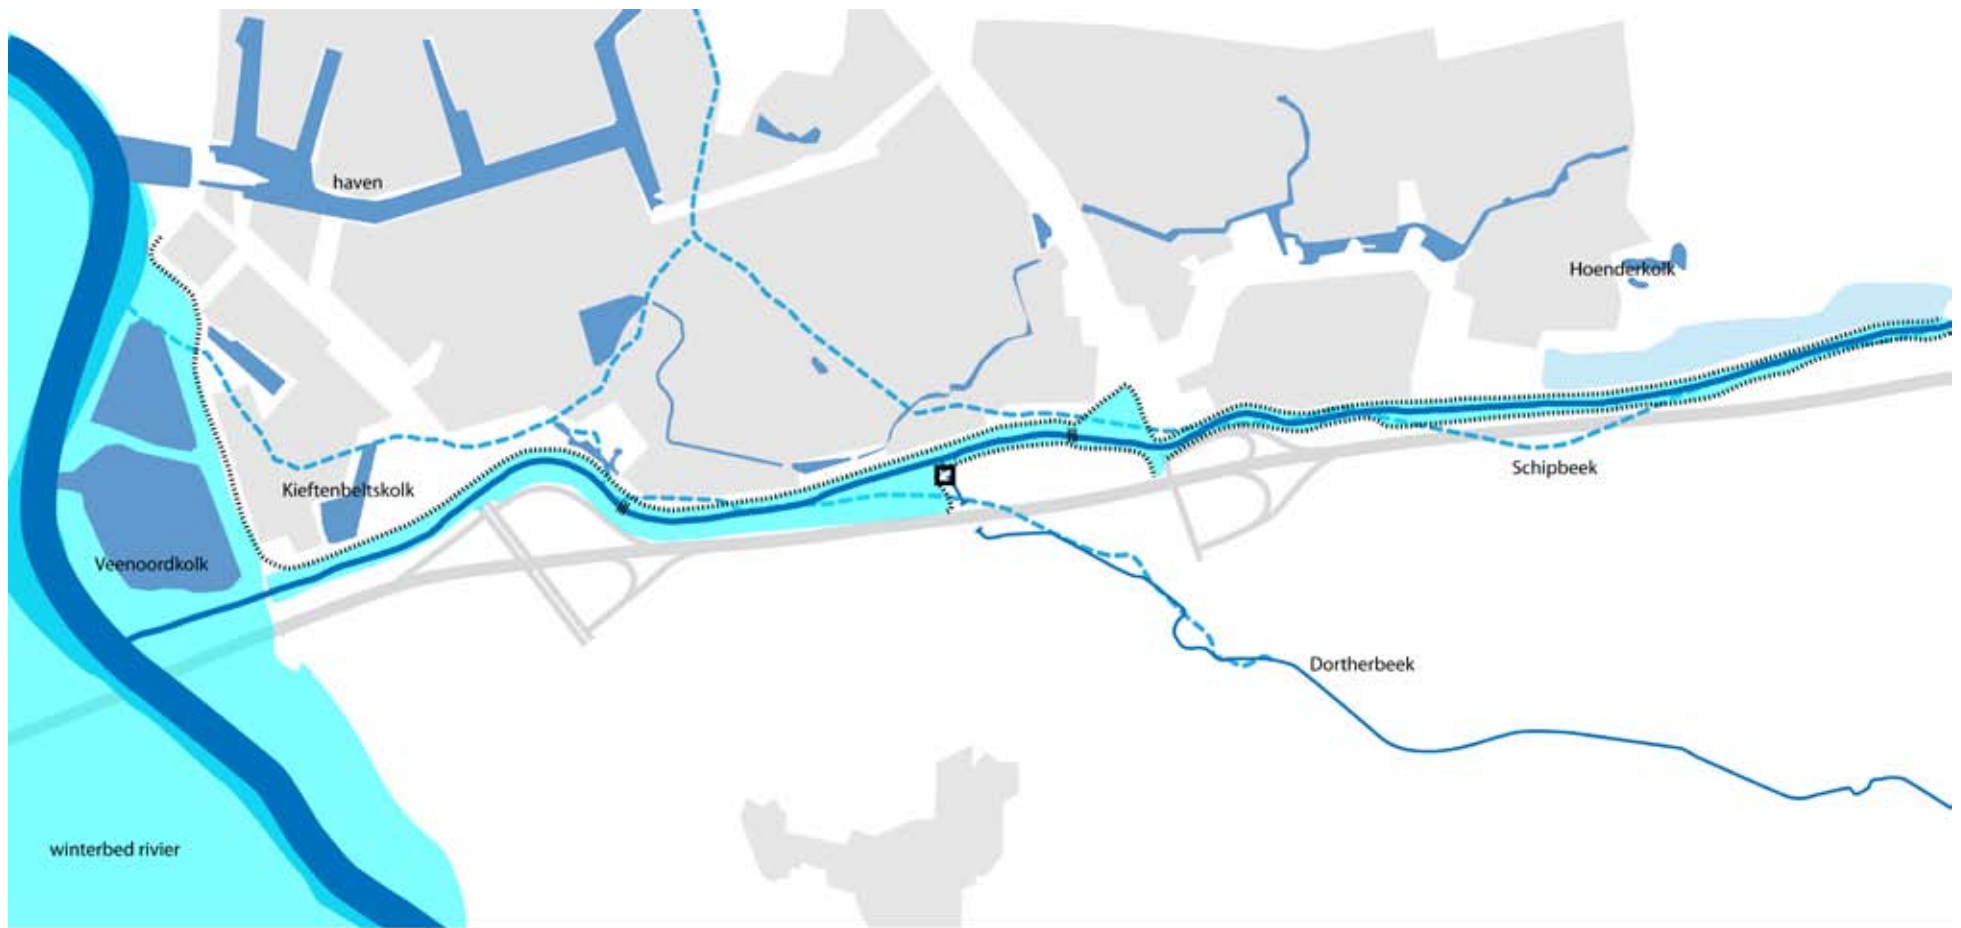 haven
Hoenderkolk
Schipbeek
Kieftenbeltskolk
Veenoordkolk
Dortherbeek
winterbed rivier